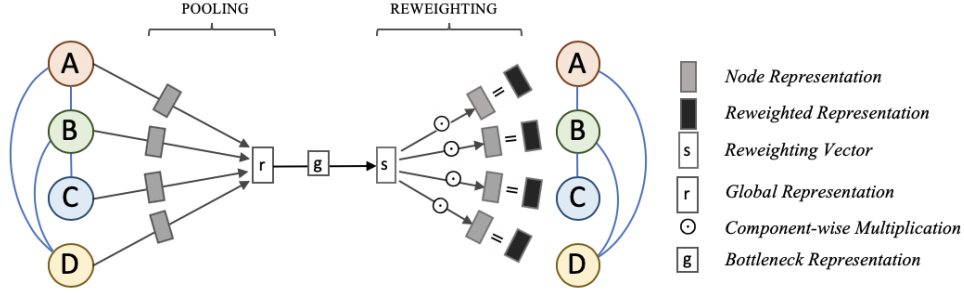 POOLING
REWEIGHTING
A
B
C
D
r
g
s
=
=
=
=
A
B
C
D
Node Representation
Reweighted Representation
s Reweighting Vector
r Global Representation
Component-wise Multiplication
g Bottleneck Representation